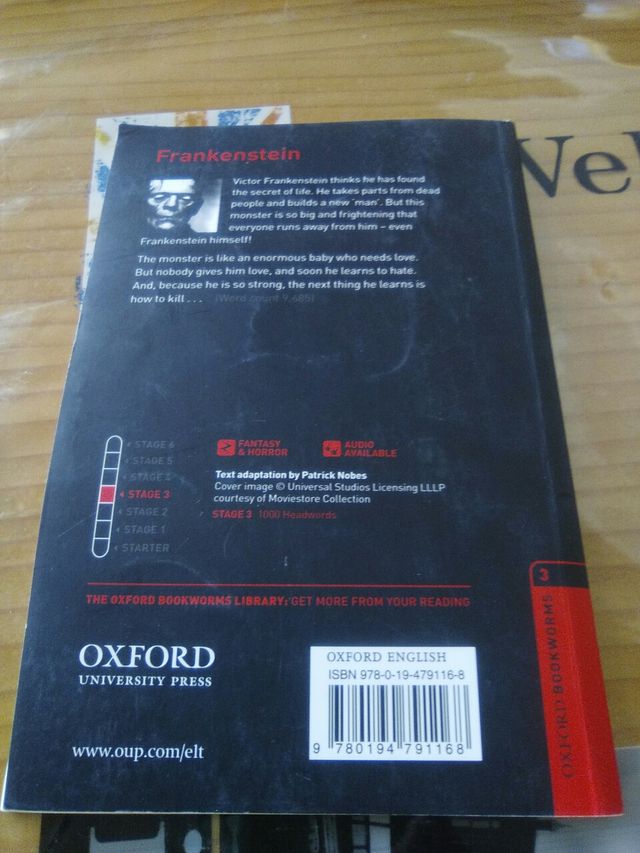 Wel
Frankenstein
Victor Frankenstein thinks he has found
the secret of life. He takes parts from dead
people and builds a new 'man'. But this
monster is so big and frightening that
everyone runs away from him – even
Frankenstein himself!
The monster is like an enormous baby who needs love.
But nobody gives him love, and soon he learns to hate.
And, because he is so strong, the next thing he learns is
how to kill . . . (Word count 9,685)
STAGE 6
STAGE 5
STAGE 4
STAGE 3
STAGE 2
STAGE 1
STARTER
FANTASY
& HORROR
AUDIO
AVAILABLE
Text adaptation by Patrick Nobes
Cover image © Universal Studios Licensing LLLP
courtesy of Moviestore Collection
STAGE 3 1000 Headwords
THE OXFORD BOOKWORMS LIBRARY: GET MORE FROM YOUR READING
OXFORD
UNIVERSITY PRESS
www.oup.com/elt
OXFORD ENGLISH
ISBN 978-0-19-479116-8
9 780194 791168
3
OXFORD BOOKWORMS